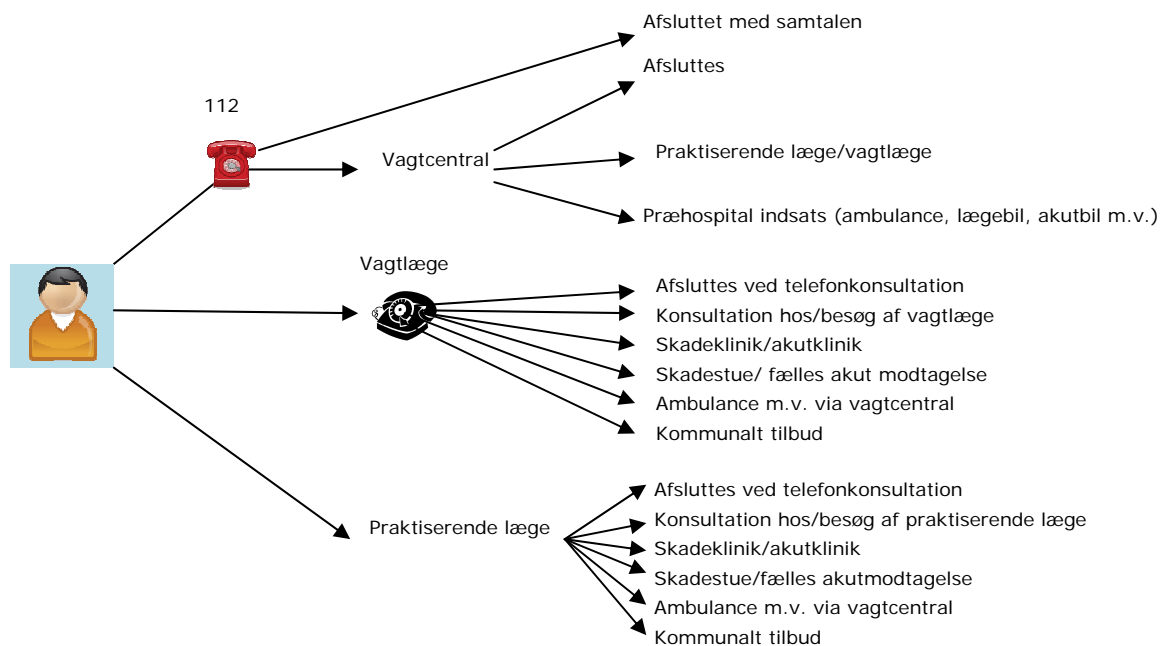 Afsluttet med samtalen
Afsluttes
112
Vagtcentral
Praktiserende læge/vagtlæge
Præhospital indsats (ambulance, lægebil, akutbil m.v.)
Vagtlæge
Afsluttes ved telefonkonsultation
Konsultation hos/besøg af vagtlæge
Skadeklinik/akutklinik
Skadestue/ fælles akut modtagelse
Ambulance m.v. via vagtcentral
Kommunalt tilbud
Praktiserende læge
Afsluttes ved telefonkonsultation
Konsultation hos/besøg af praktiserende læge
Skadeklinik/akutklinik
Skadestue/fælles akutmodtagelse
Ambulance m.v. via vagtcentral
Kommunalt tilbud